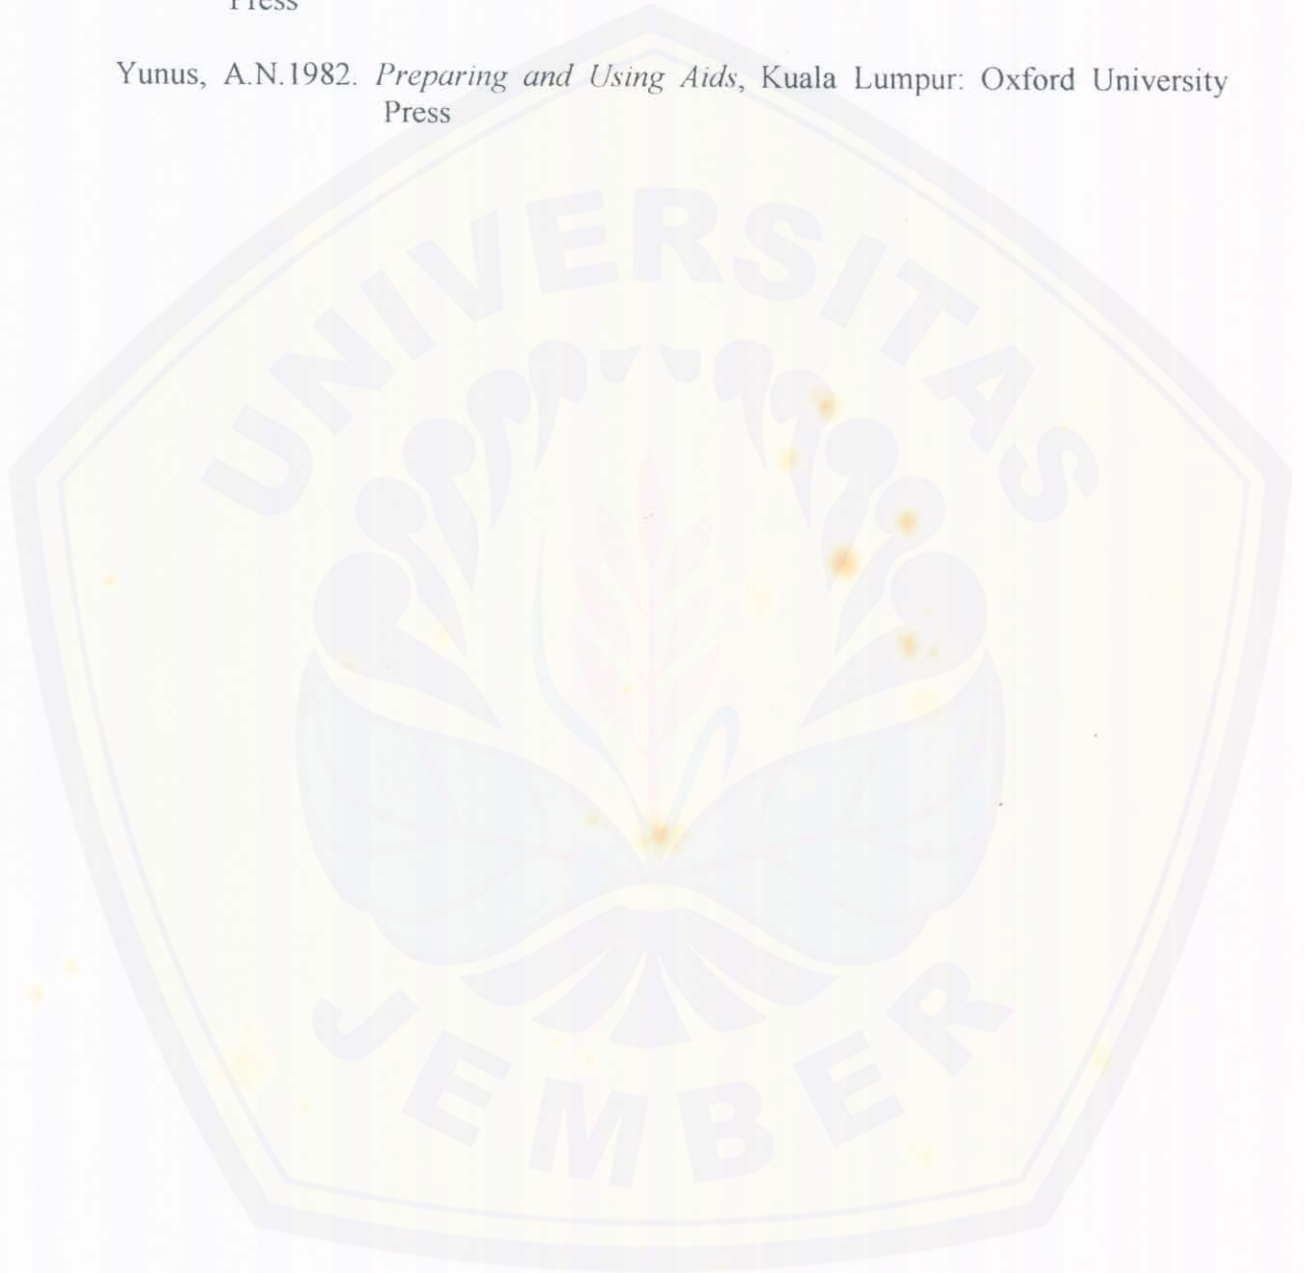 Press
Yunus, A.N.1982. Preparing and Using Aids, Kuala Lumpur: Oxford University
Press
UNIVERSITAS
JEMBER